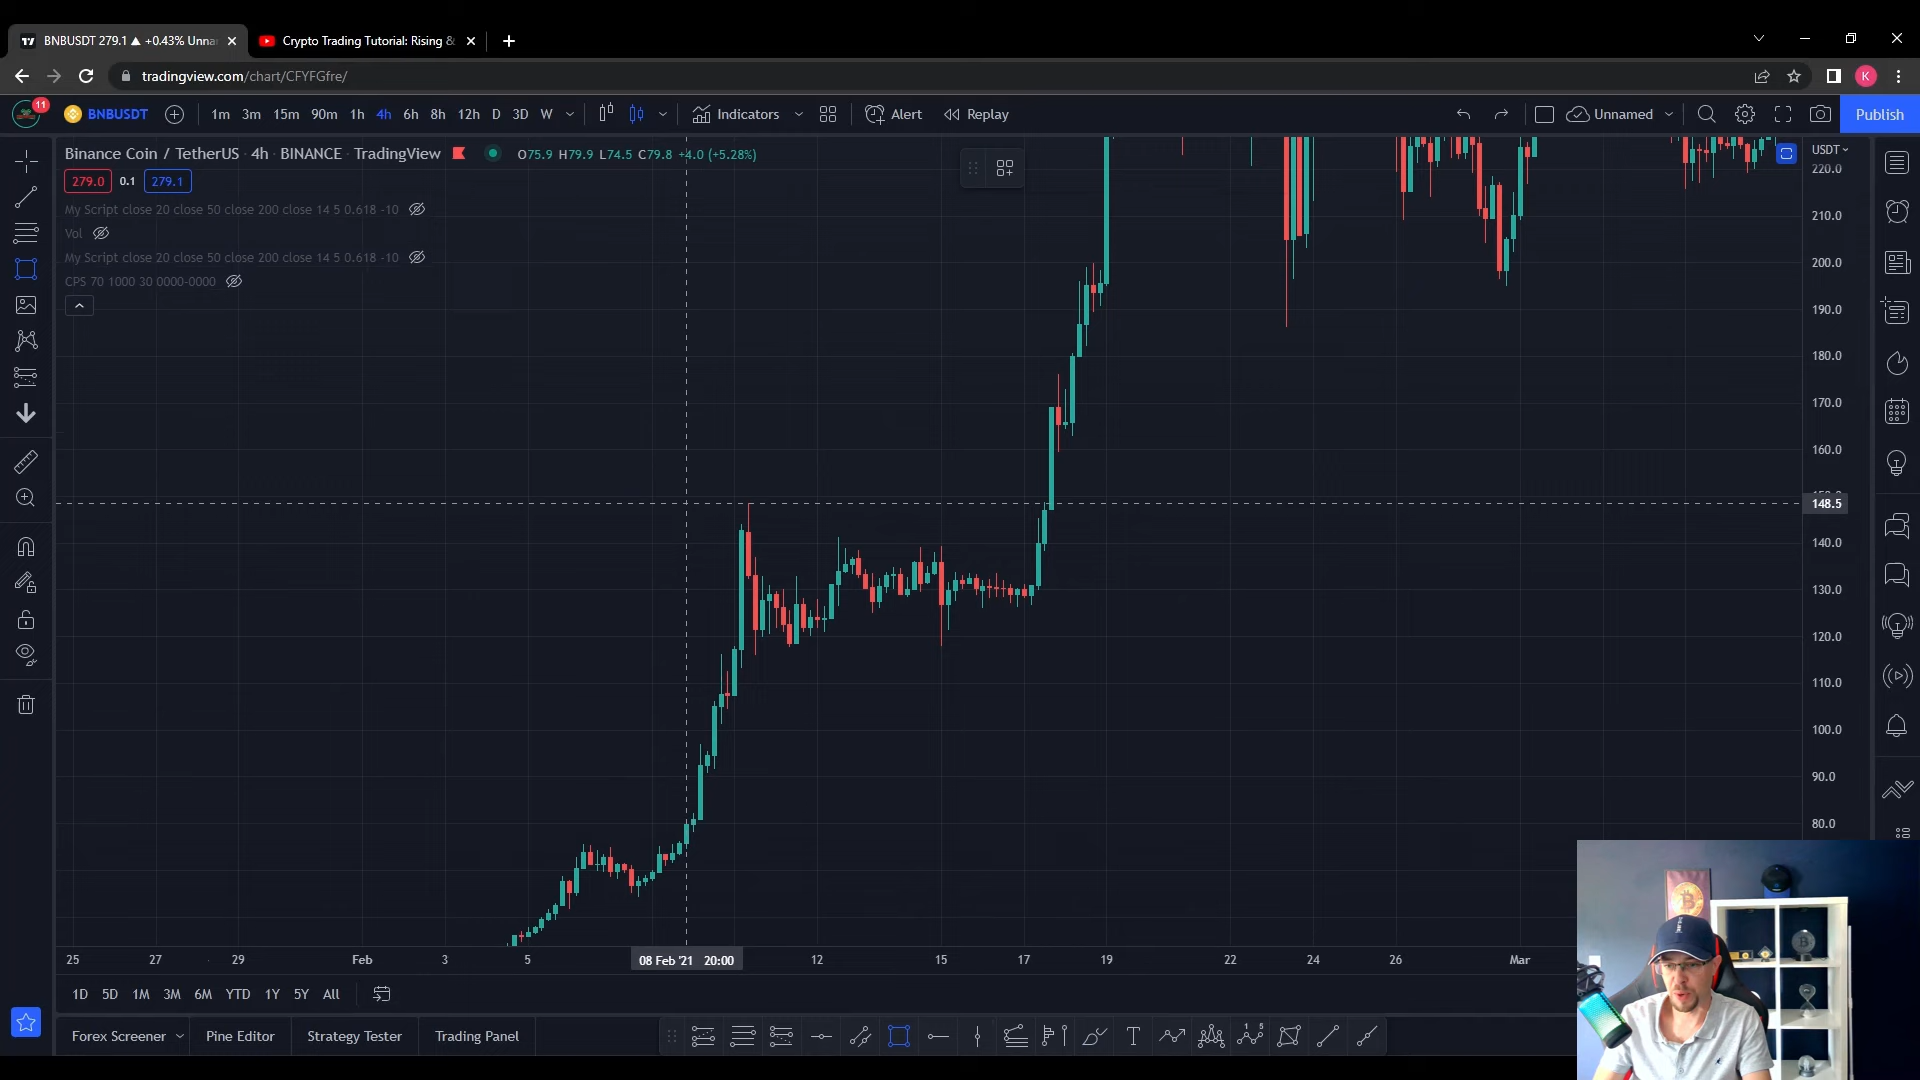 BNBUSDT 279.1 ▲ +0.43% Unna
Crypto Trading Tutorial: Rising &
tradingview.com/chart/CFYFGfre/
K
11
BNBUSDT
1m 3m 15m 90m 1h 4h 6h 8h 12h D 3D W
Indicators
Alert
Replay
Unnamed
Publish
Binance Coin / TetherUS · 4h · BINANCE · TradingView
O75.9 H79.9 L74.5 C79.8 +4.0 (+5.28%)
USDT
279.0 0.1 279.1
My Script close 20 close 50 close 200 close 14 5 0.618 -10
Vol
My Script close 20 close 50 close 200 close 14 5 0.618 -10
CPS 70 1000 30 0000-0000
220.0
210.0
200.0
190.0
180.0
170.0
160.0
148.5
140.0
130.0
120.0
110.0
100.0
90.0
80.0
25 27 29 Feb 3 5 08 Feb '21 20:00 12 15 17 19 22 24 26 Mar
1D 5D 1M 3M 6M YTD 1Y 5Y All
Forex Screener Pine Editor Strategy Tester Trading Panel